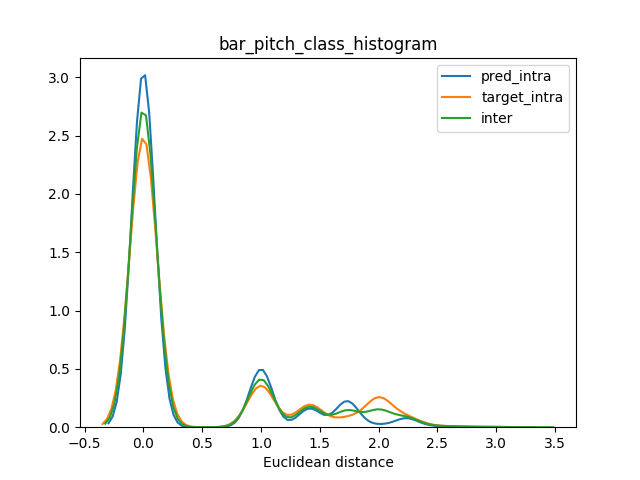 bar_pitch_class_histogram
pred_intra
target_intra
inter
3.0
2.5
2.0
1.5
1.0
0.5
0.0
−0.5 0.0 0.5 1.0 1.5 2.0 2.5 3.0 3.5
Euclidean distance